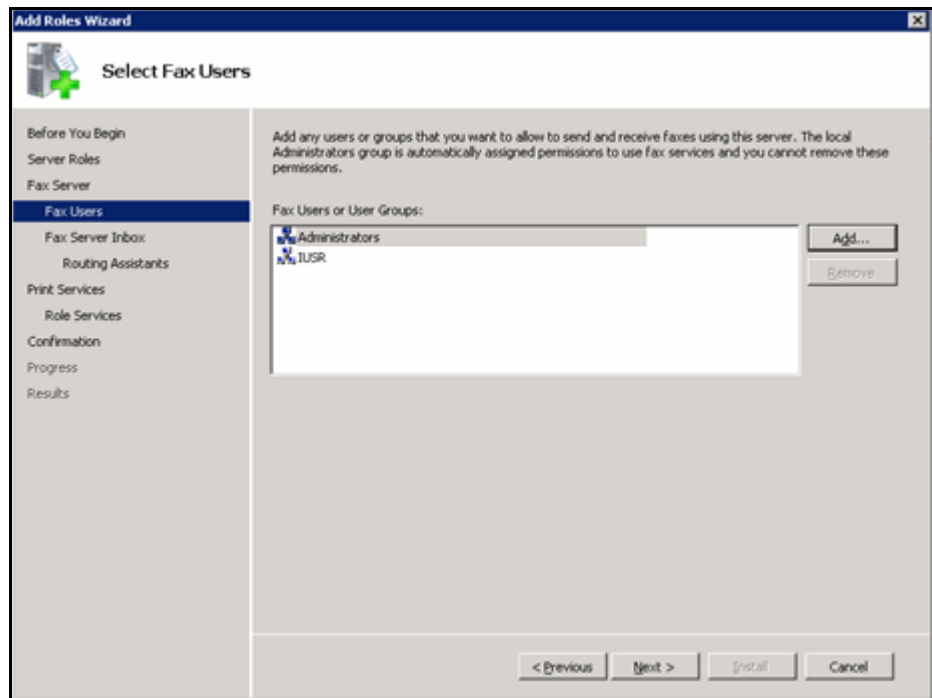 Add Roles Wizard
Select Fax Users
Before You Begin
Server Roles
Fax Server
Fax Users
Fax Server Inbox
Routing Assistants
Print Services
Role Services
Confirmation
Progress
Results
Add any users or groups that you want to allow to send and receive faxes using this server. The local
Administrators group is automatically assigned permissions to use fax services and you cannot remove these
permissions.
Fax Users or User Groups:
Administrators
IUSR
Add...
Remove
< Previous
Next >
Install
Cancel